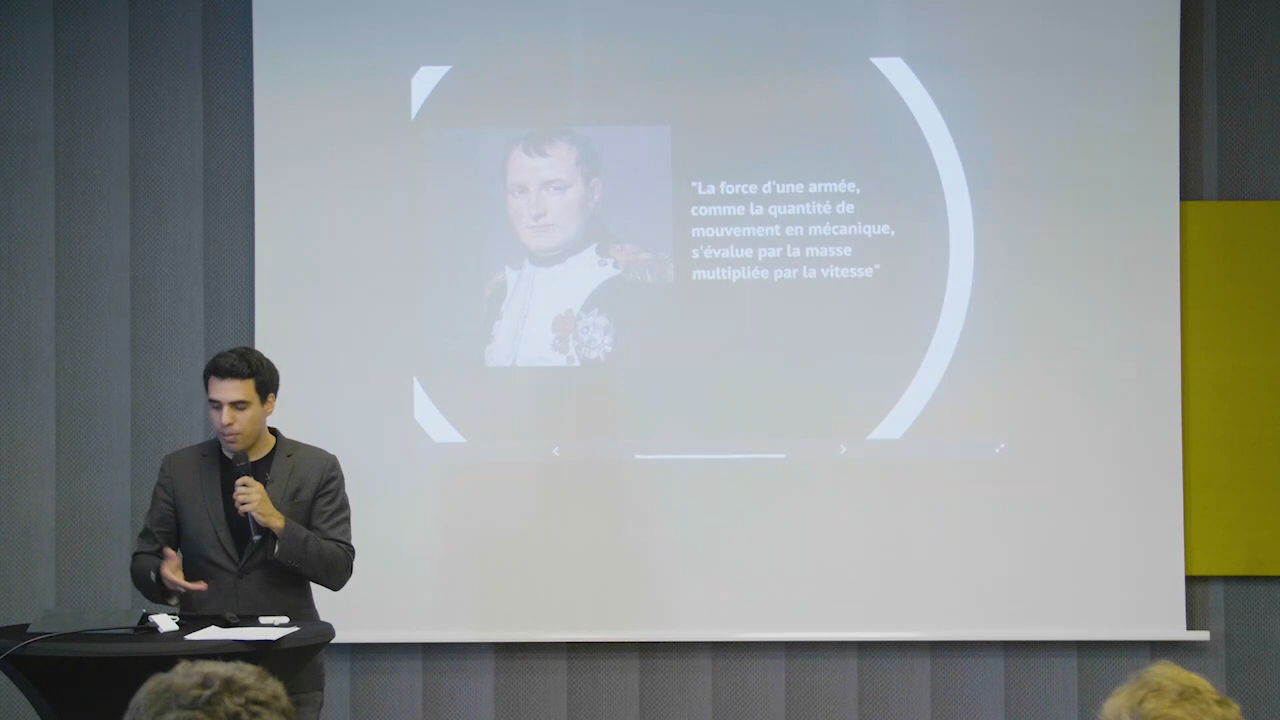 "La force d'une armée,
comme la quantité de
mouvement en mécanique,
s'évalue par la masse
multipliée par la vitesse"